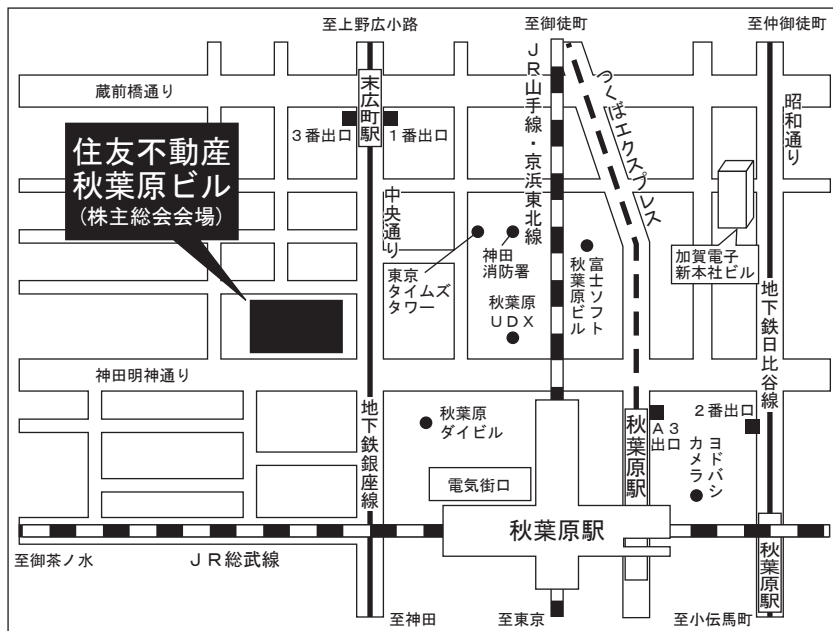 至上野広小路
至御徒町
至仲御徒町
蔵前橋通り
末広町駅
3番出口
1番出口
JR山手線・京浜東北線
つくばエクスプレス
昭和通り
住友不動産
秋葉原ビル
(株主総会会場)
中央通り
東京
タイムズ
タワー
神田
消防署
秋葉原
UDX
富士ソフト
秋葉原ビル
加賀電子
新本社ビル
地下鉄日比谷線
神田明神通り
地下鉄銀座線
秋葉原
ダイビル
秋葉原駅
A3
出口
2番出口
ヨドバシ
カメラ
電気街口
秋葉原駅
秋葉原駅
至御茶ノ水
JR総武線
至神田
至東京
至小伝馬町